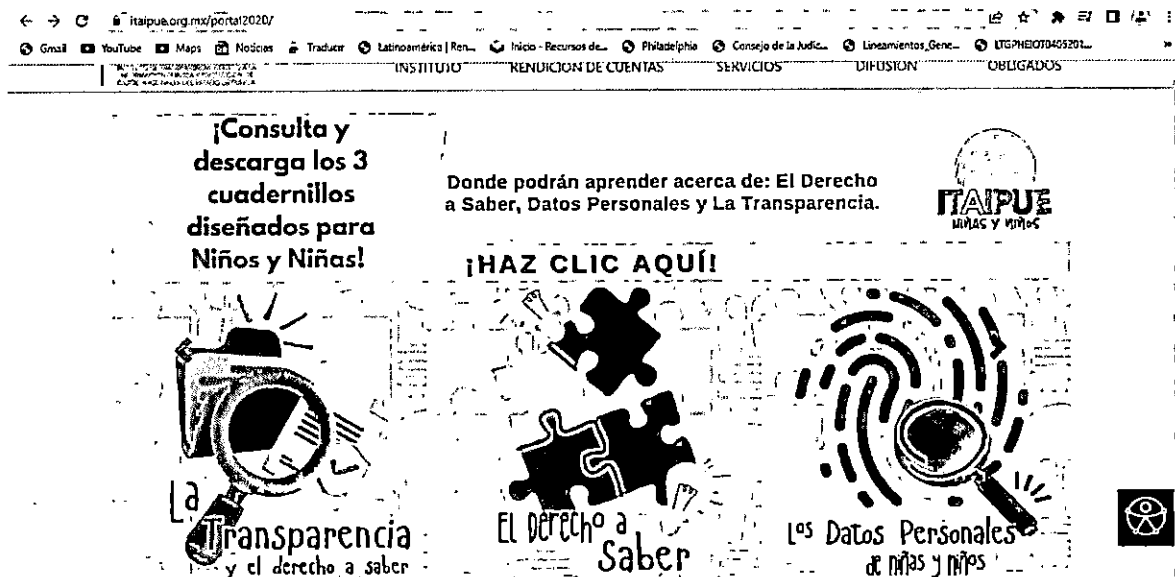 itaipue.org.mx/portal2020/
Gmail YouTube Maps Noticias Traducir Latinoamérica | Ren... Inicio - Recursos de... Philadelphia Consejo de la Judic... Lineamientos_Gene... LTGPHEIOT0405201...
INSTITUTO RENDICIÓN DE CUENTAS SERVICIOS DIFUSIÓN OBLIGADOS
¡Consulta y
descarga los 3
cuadernillos
diseñados para
Niños y Niñas!
Donde podrán aprender acerca de: El Derecho
a Saber, Datos Personales y La Transparencia.
ITAIPUE
NIÑAS Y NIÑOS
¡HAZ CLIC AQUÍ!
La
Transparencia
y el derecho a saber
El Derecho a
Saber
Los Datos Personales
de niñas y niños